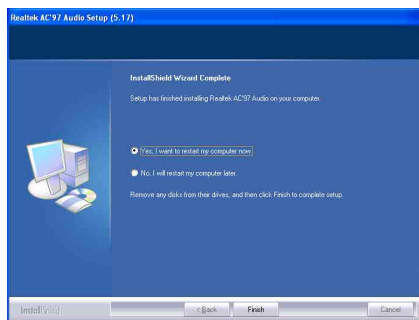 Realtek AC'97 Audio Setup (5.17)
InstallShield Wizard Complete
Setup has finished installing Realtek AC'97 Audio on your computer.
Yes, I want to restart my computer now.
No, I will restart my computer later.
Remove any disks from their drives, and then click Finish to complete setup.
InstallShield
< Back
Finish
Cancel